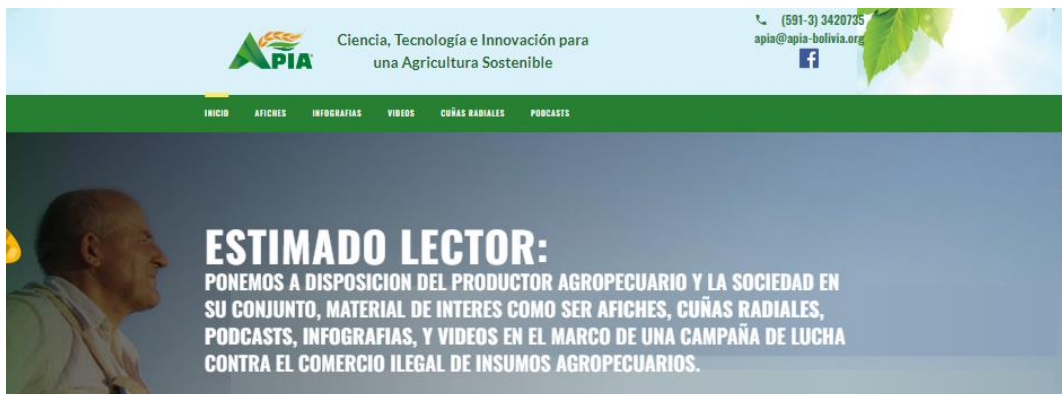 APIA
Ciencia, Tecnología e Innovación para
una Agricultura Sostenible
(591-3) 3420735
apia@apia-bolivia.org
f
INICIO AFICHES INFOGRAFIAS VIDEOS CUÑAS RADIALES PODCASTS
ESTIMADO LECTOR:
PONEMOS A DISPOSICION DEL PRODUCTOR AGROPECUARIO Y LA SOCIEDAD EN
SU CONJUNTO, MATERIAL DE INTERES COMO SER AFICHES, CUÑAS RADIALES,
PODCASTS, INFOGRAFIAS, Y VIDEOS EN EL MARCO DE UNA CAMPAÑA DE LUCHA
CONTRA EL COMERCIO ILEGAL DE INSUMOS AGROPECUARIOS.